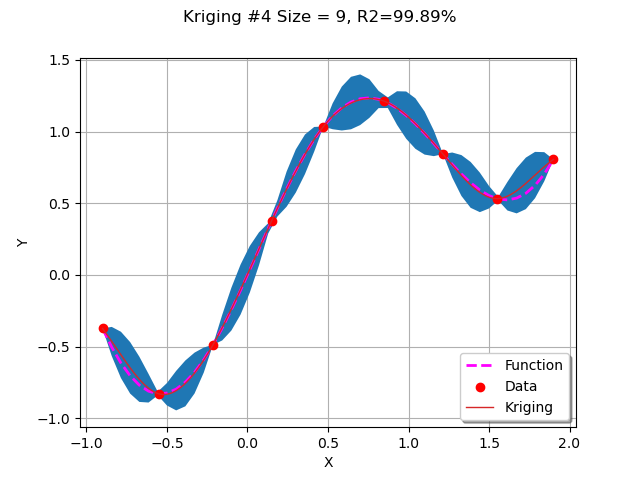 Kriging #4 Size = 9, R2=99.89%
1.5
1.0
0.5
0.0
−0.5
−1.0
Y
−1.0 −0.5 0.0 0.5 1.0 1.5 2.0
X
Function
Data
Kriging